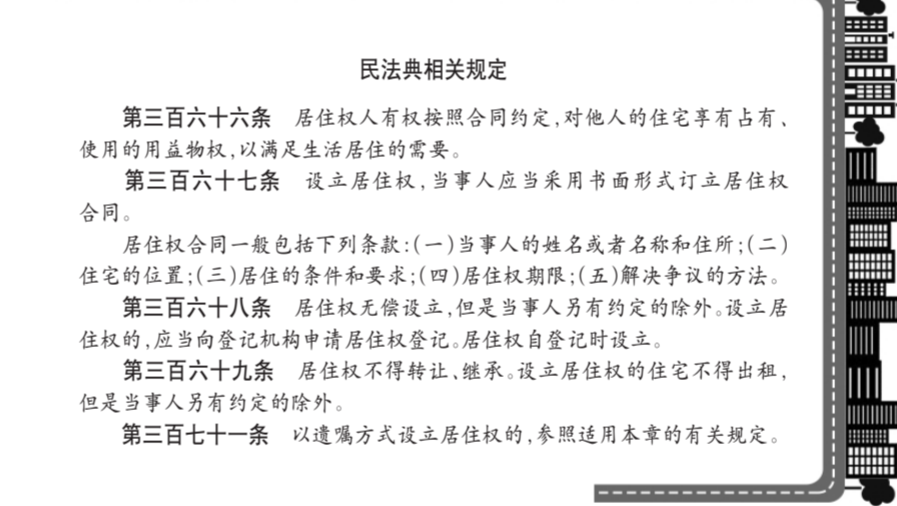 民法典相关规定
第三百六十六条 居住权人有权按照合同约定,对他人的住宅享有占有、
使用的用益物权,以满足生活居住的需要。
第三百六十七条 设立居住权,当事人应当采用书面形式订立居住权
合同。
居住权合同一般包括下列条款:(一)当事人的姓名或者名称和住所;(二)
住宅的位置;(三)居住的条件和要求;(四)居住权期限;(五)解决争议的方法。
第三百六十八条 居住权无偿设立,但是当事人另有约定的除外。设立居
住权的,应当向登记机构申请居住权登记。居住权自登记时设立。
第三百六十九条 居住权不得转让、继承。设立居住权的住宅不得出租,
但是当事人另有约定的除外。
第三百七十一条 以遗嘱方式设立居住权的,参照适用本章的有关规定。